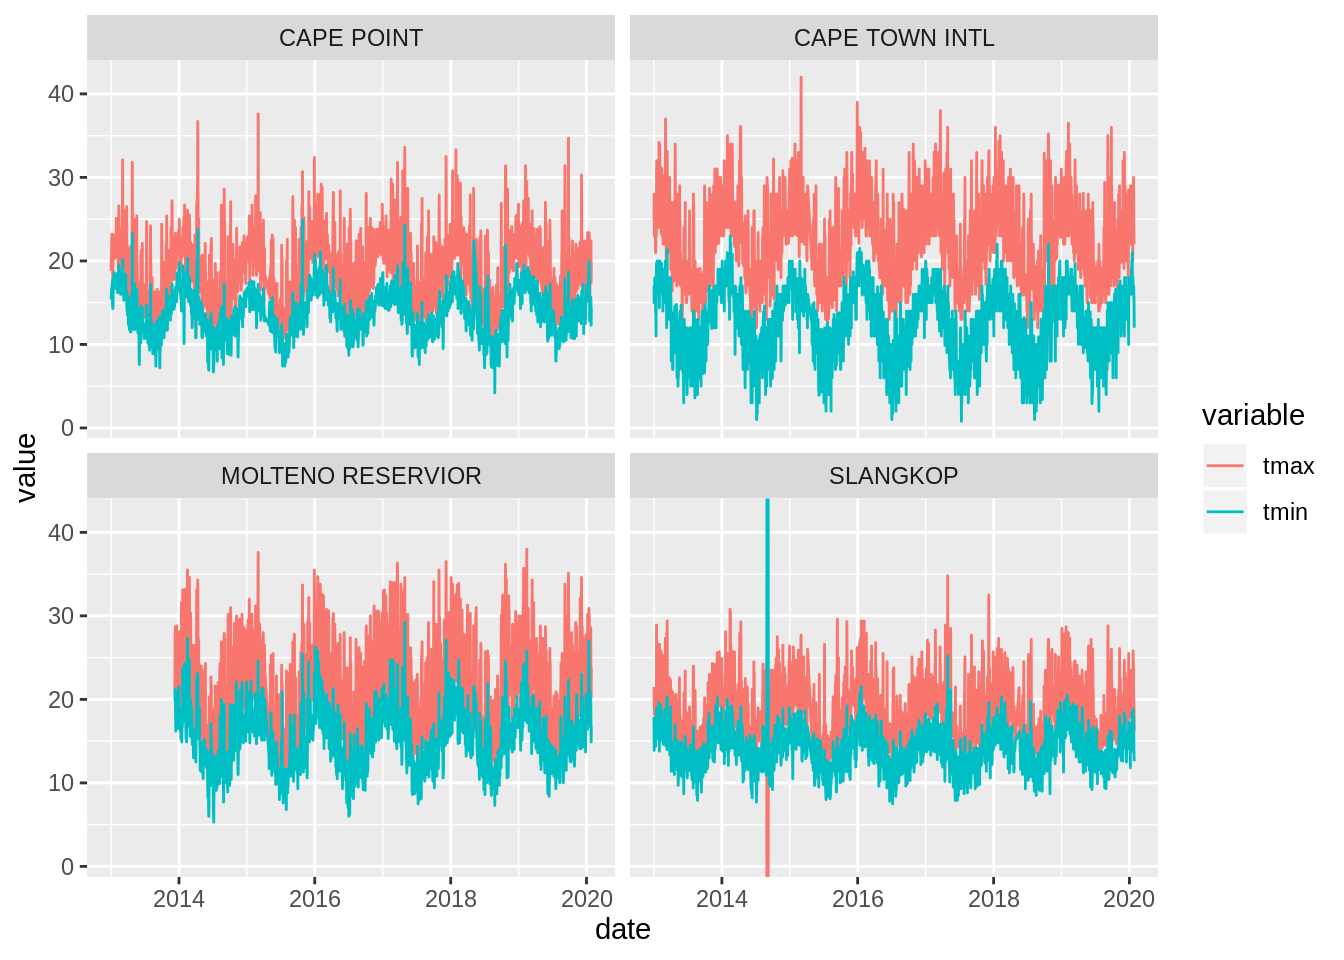 CAPE POINT
CAPE TOWN INTL
40
30
20
10
0
MOLTENO RESERVIOR
SLANGKOP
40
30
20
10
0
2014
2016
2018
2020
2014
2016
2018
2020
date
value
variable
tmax
tmin